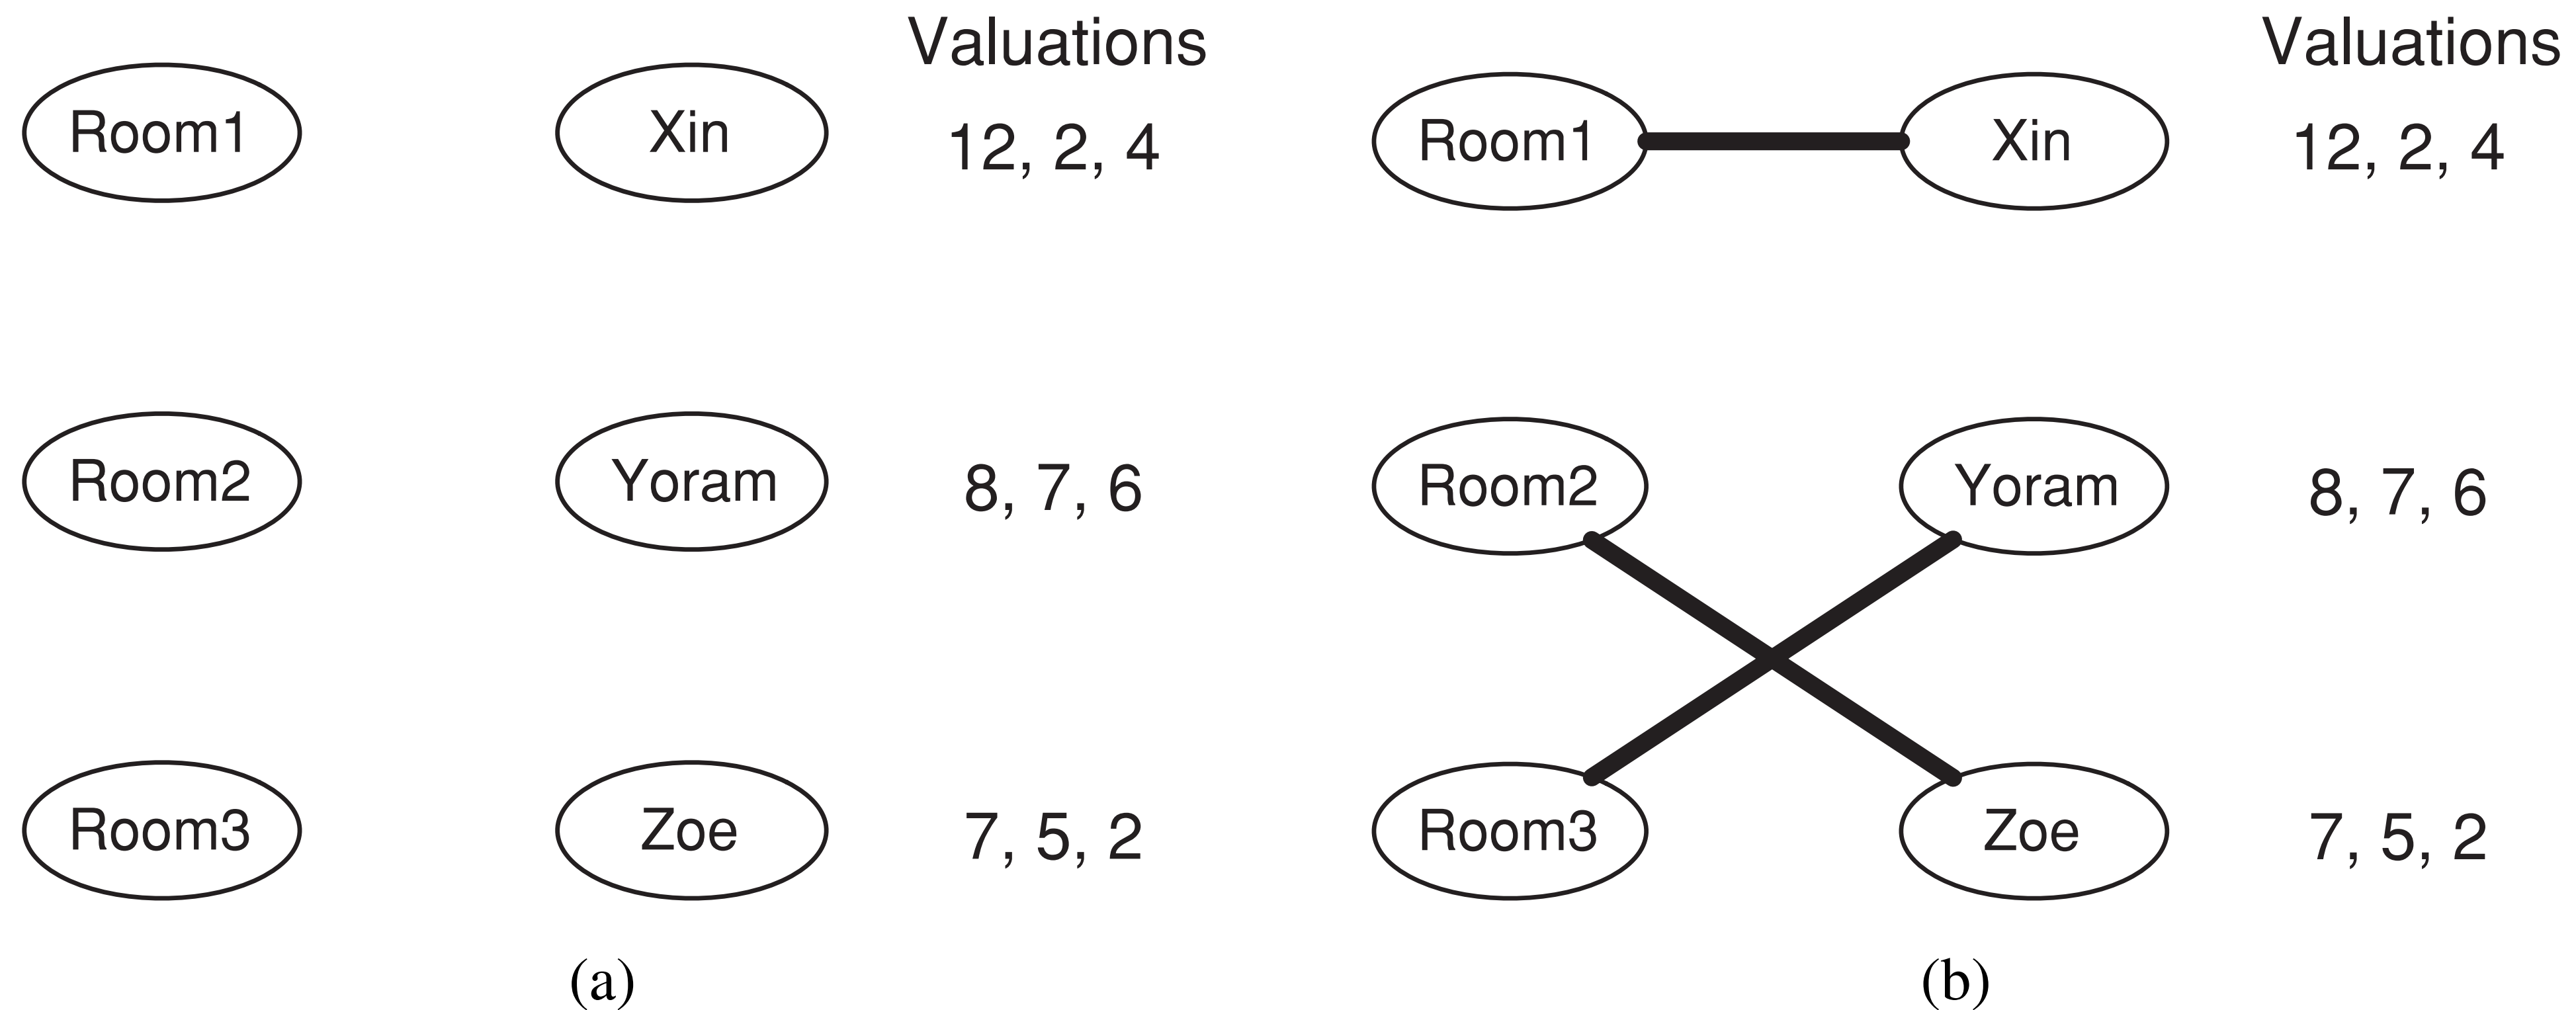 Valuations
Room1 Xin 12, 2, 4
Room2 Yoram 8, 7, 6
Room3 Zoe 7, 5, 2
(a)
Valuations
Room1 Xin 12, 2, 4
Room2 Yoram 8, 7, 6
Room3 Zoe 7, 5, 2
(b)